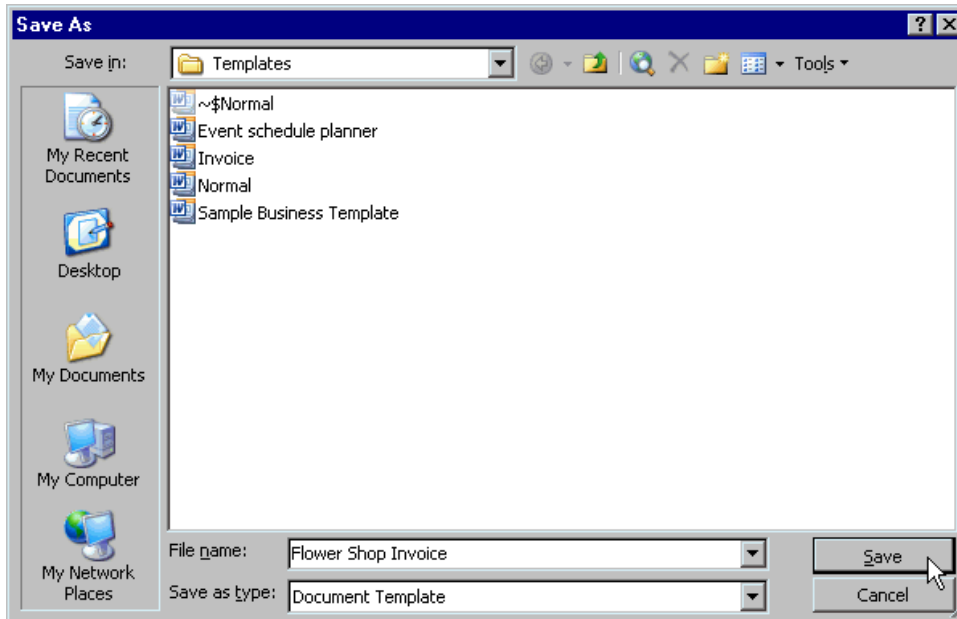 Save As
Save in:
Templates
Tools
~$Normal
Event schedule planner
Invoice
Normal
Sample Business Template
My Recent
Documents
Desktop
My Documents
My Computer
My Network
Places
File name:
Flower Shop Invoice
Save
Save as type:
Document Template
Cancel